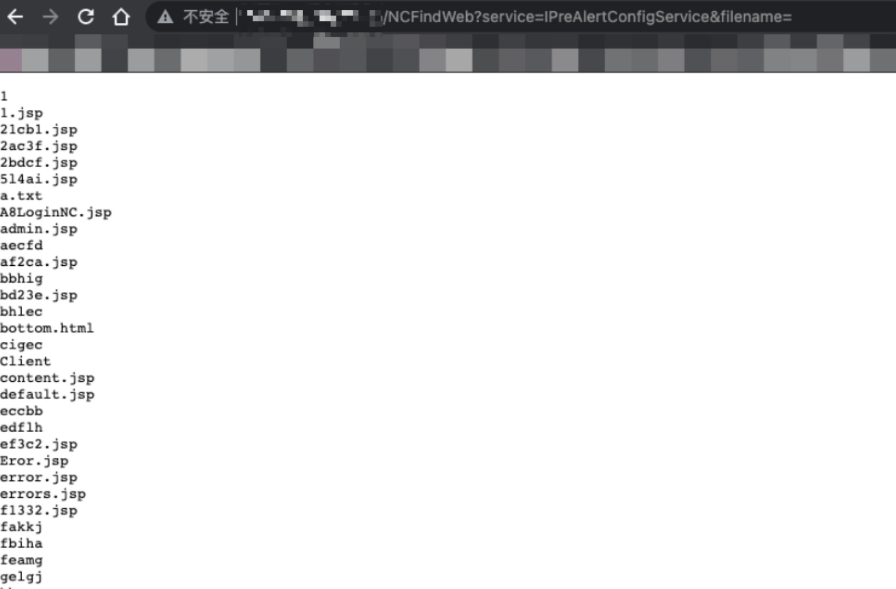 不安全 /NCFindWeb?service=IPreAlertConfigService&filename=
1
1.jsp
21cb1.jsp
2ac3f.jsp
2bdcf.jsp
514ai.jsp
a.txt
A8LoginNC.jsp
admin.jsp
aecfd
af2ca.jsp
bbhig
bd23e.jsp
bhlec
bottom.html
cigec
Client
content.jsp
default.jsp
eccbb
edflh
ef3c2.jsp
Eror.jsp
error.jsp
errors.jsp
f1332.jsp
fakkj
fbiha
feamg
gelgj